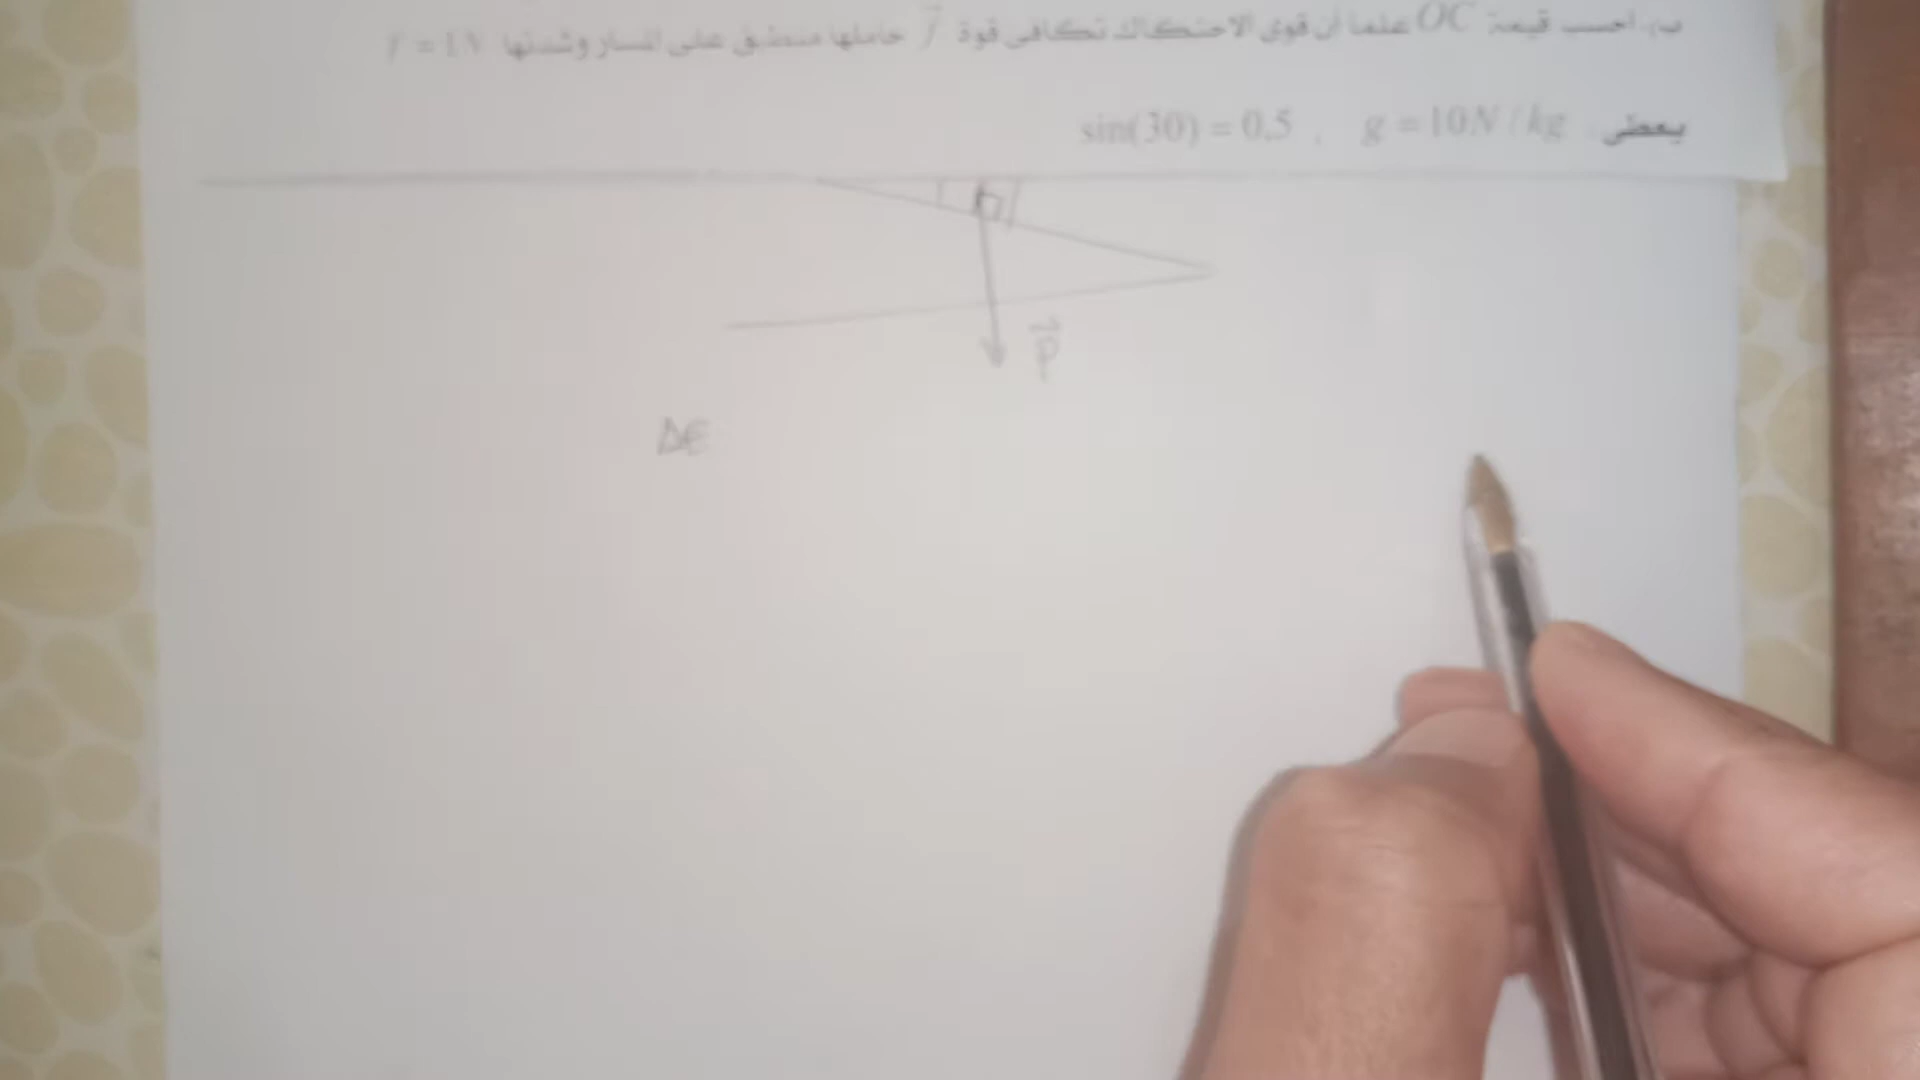 ب. احسب قيمة OC علما أن قوى الاحتكاك تكافئ قوة f⃗ حاملها منطبق على المسار وشدتها f = 1N
يعطى g = 10N / kg , sin(30) = 0.5
P⃗
ΔE